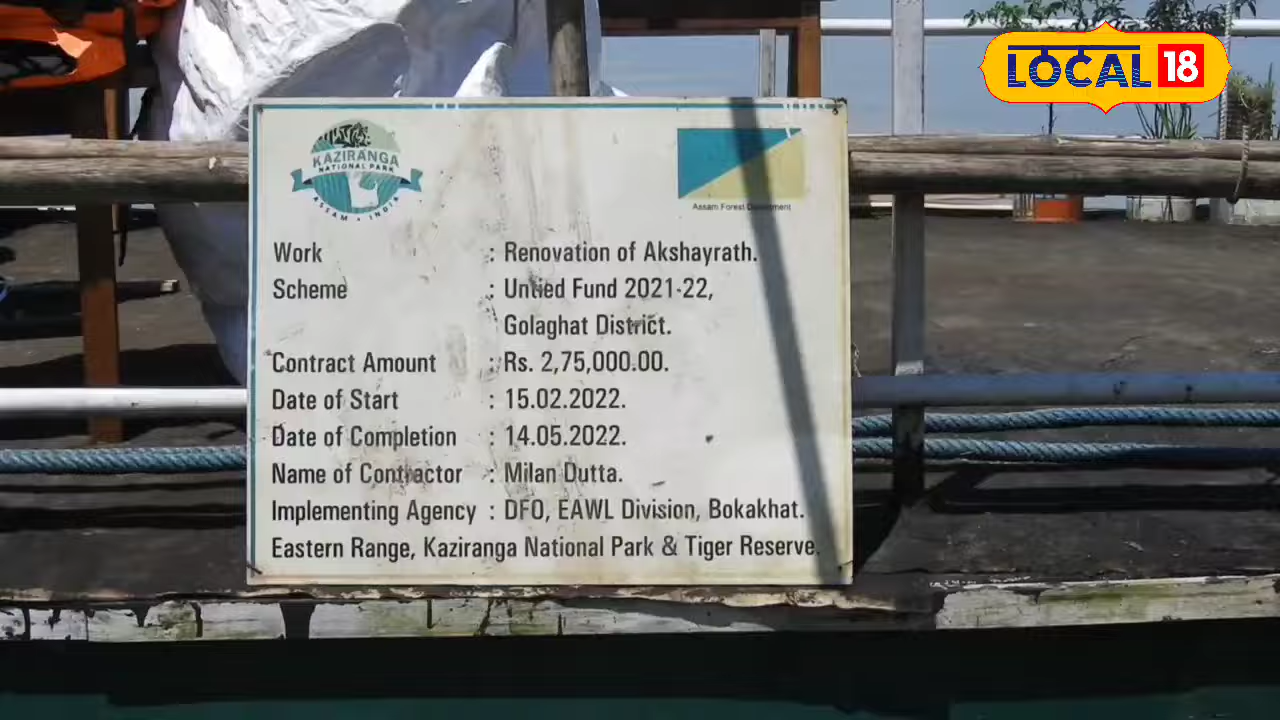 LOCAL 18
KAZIRANGA
NATIONAL PARK
ASSAM • INDIA
Assam Forest Department
Work : Renovation of Akshayrath.
Scheme : Untied Fund 2021-22,
Golaghat District.
Contract Amount : Rs. 2,75,000.00.
Date of Start : 15.02.2022.
Date of Completion : 14.05.2022.
Name of Contractor : Milan Dutta.
Implementing Agency : DFO, EAWL Division, Bokakhat.
Eastern Range, Kaziranga National Park & Tiger Reserve.